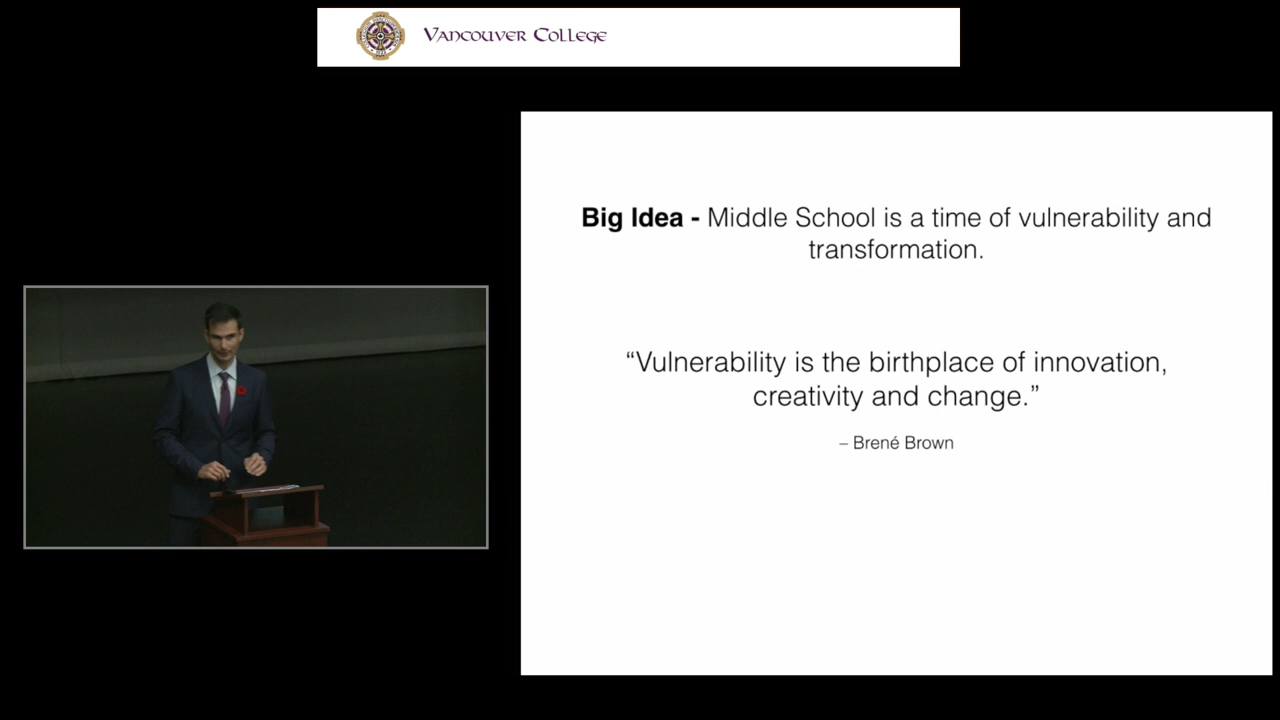 Vancouver College
Big Idea - Middle School is a time of vulnerability and
transformation.
“Vulnerability is the birthplace of innovation,
creativity and change.”
– Brené Brown